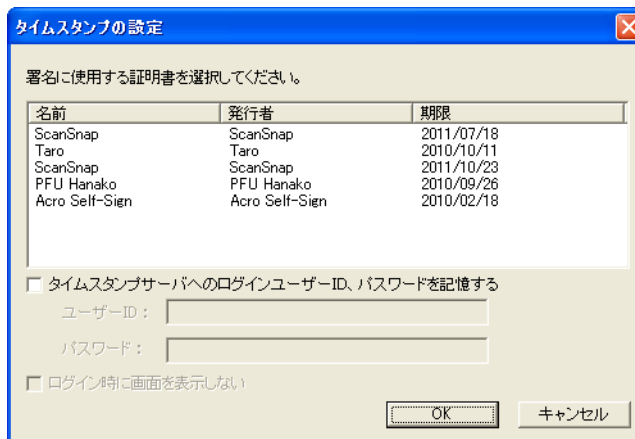 タイムスタンプの設定
署名に使用する証明書を選択してください。
名前 発行者 期限
ScanSnap ScanSnap 2011/07/18
Taro Taro 2010/10/11
ScanSnap ScanSnap 2011/10/23
PFU Hanako PFU Hanako 2010/09/26
Acro Self-Sign Acro Self-Sign 2010/02/18
タイムスタンプサーバへのログインユーザーID、パスワードを記憶する
ユーザーID：
パスワード：
ログイン時に画面を表示しない
OK キャンセル